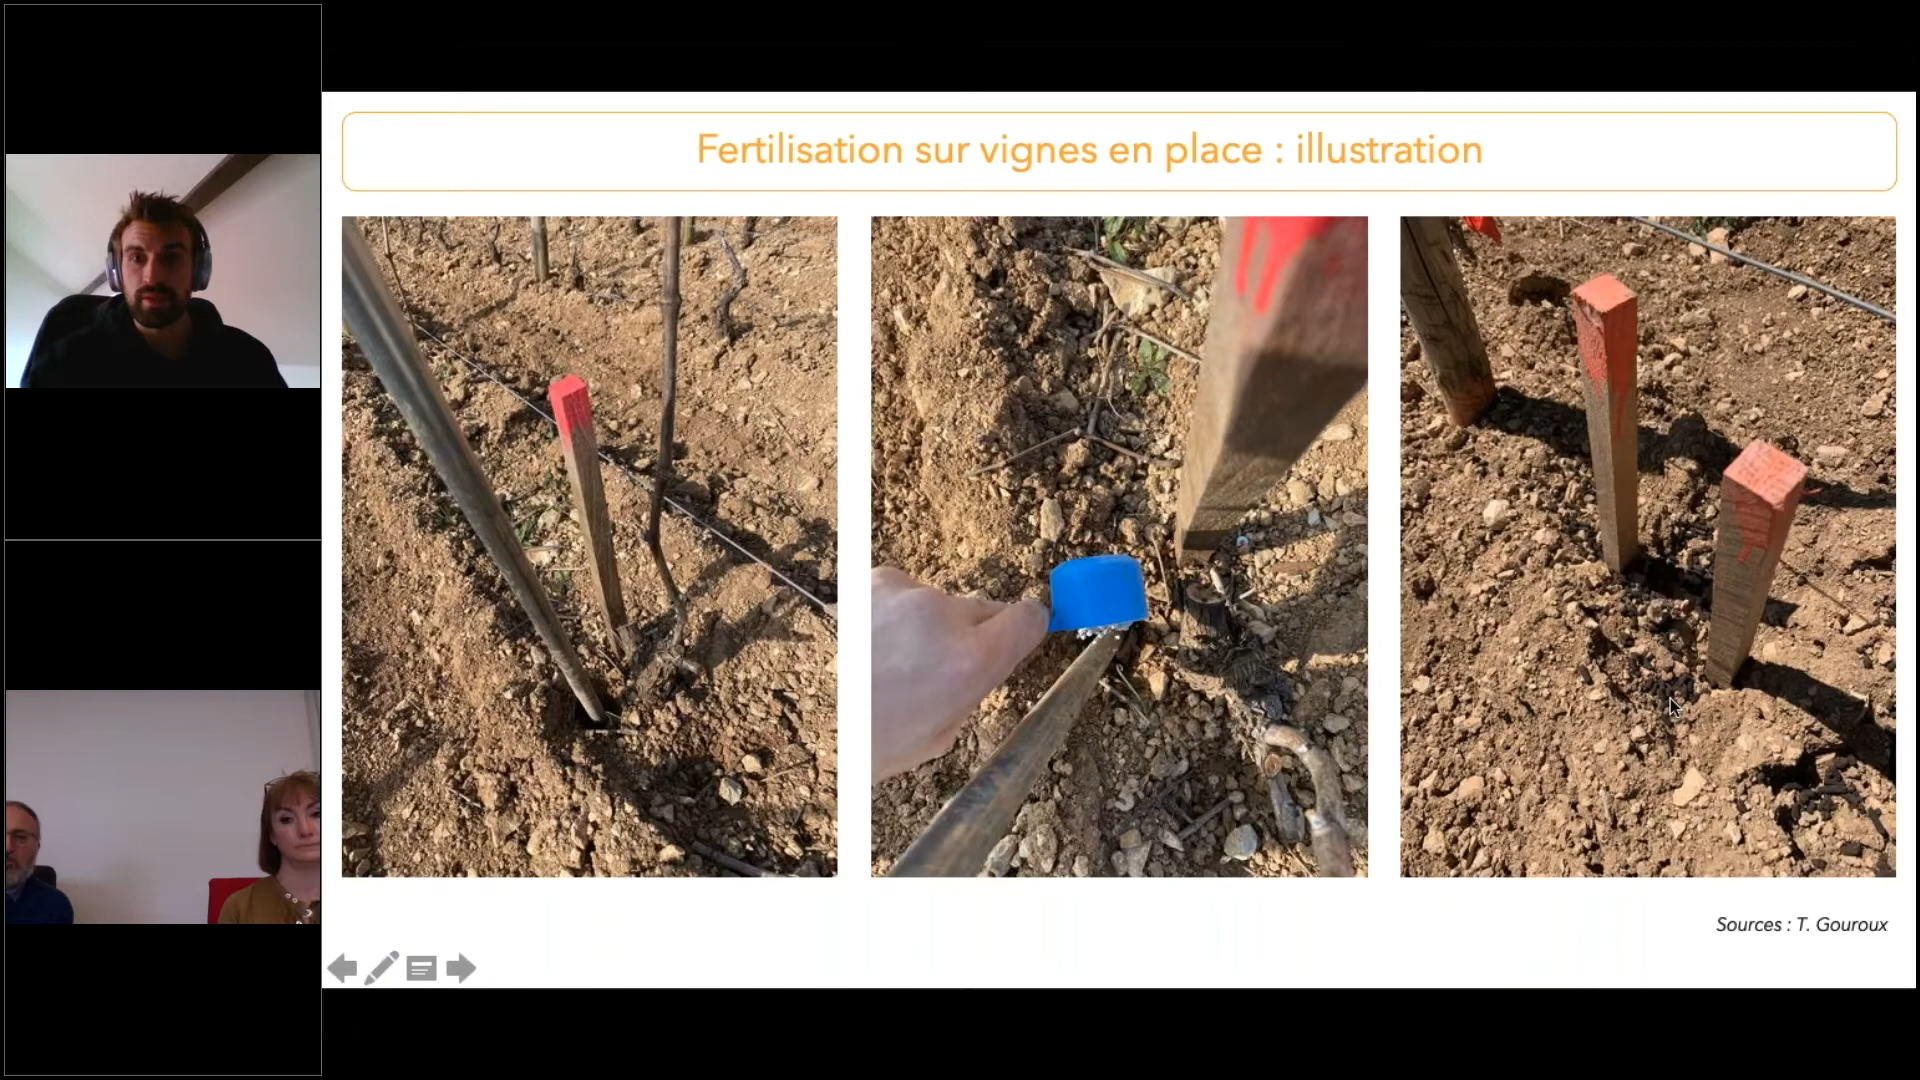 Fertilisation sur vignes en place : illustration
Sources : T. Gouroux